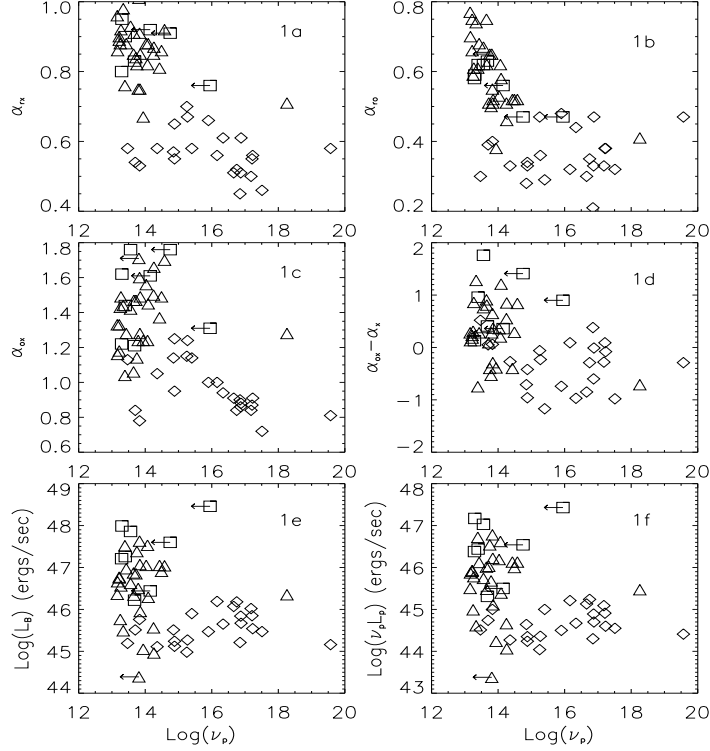 1.0
0.8
0.6
0.4
α_rx
1a
12 14 16 18 20
0.8
0.6
0.4
0.2
α_ro
1b
12 14 16 18 20
1.8
1.6
1.4
1.2
1.0
0.8
0.6
α_ox
1c
12 14 16 18 20
2
1
0
−1
−2
α_ox−α_x
1d
12 14 16 18 20
49
48
47
46
45
44
Log(L_B) (ergs/sec)
1e
12 14 16 18 20
Log(ν_p)
48
47
46
45
44
43
Log(ν_pL_p) (ergs/sec)
1f
12 14 16 18 20
Log(ν_p)